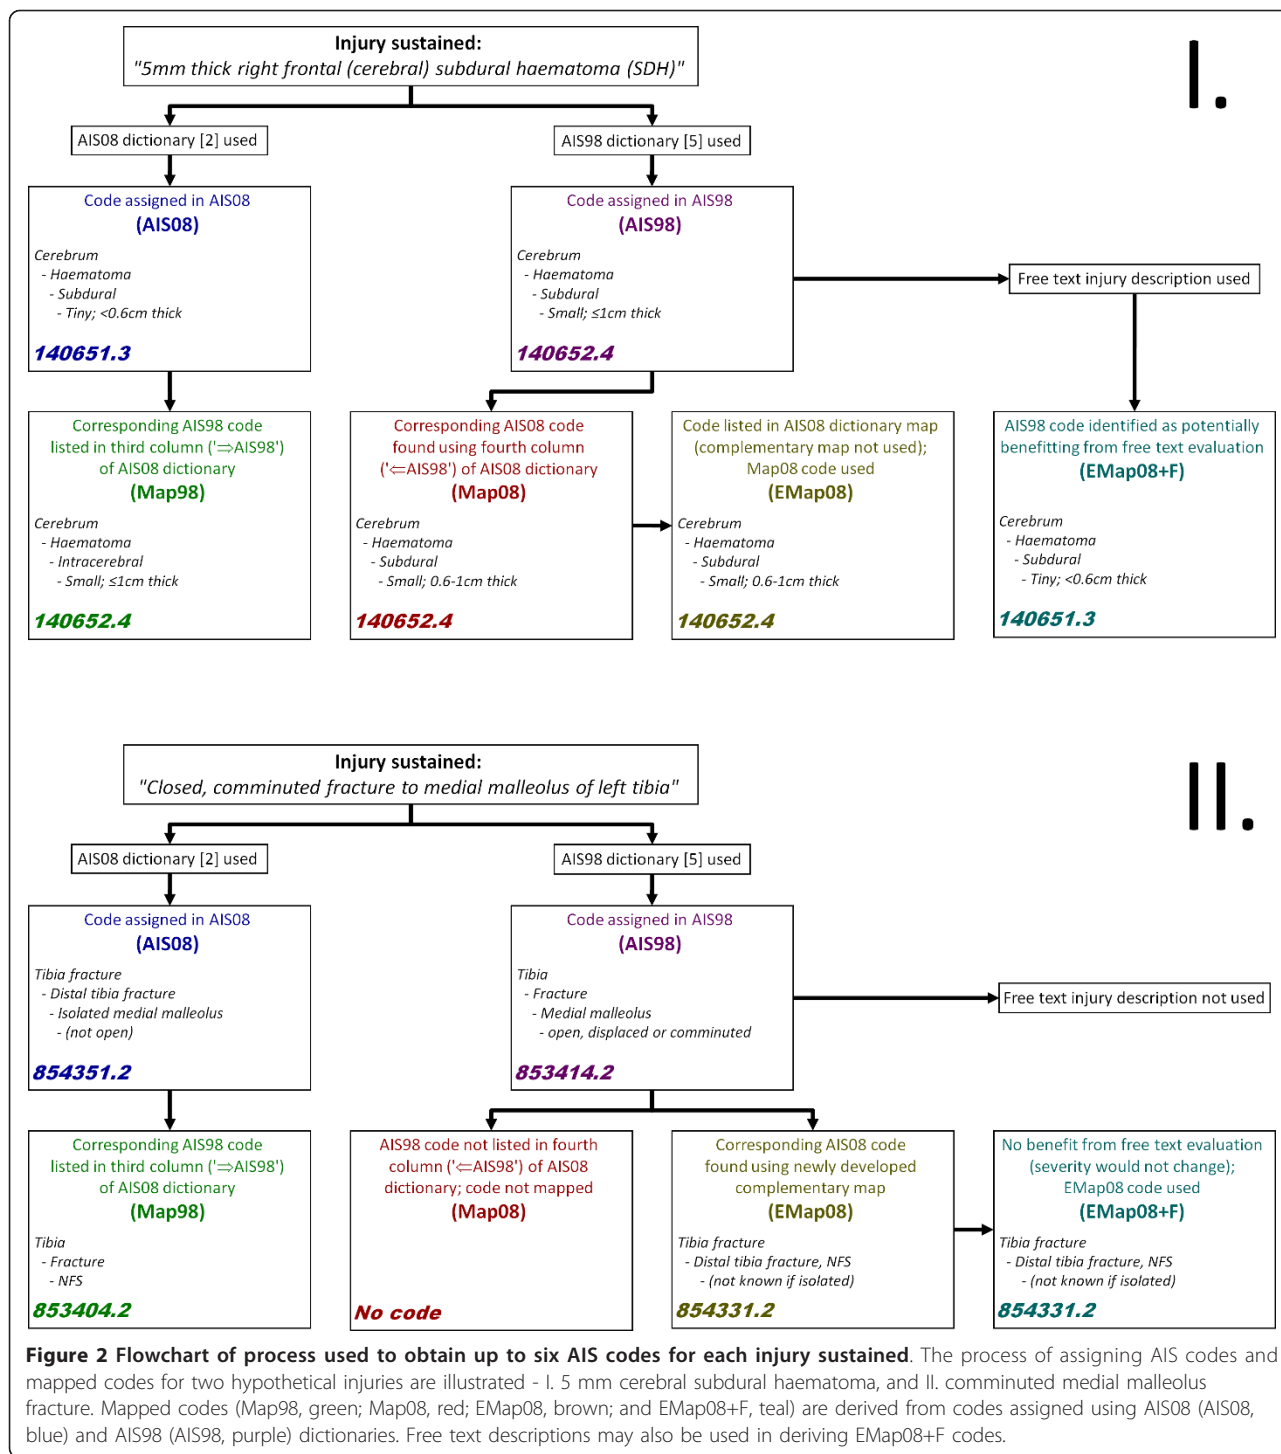 Injury sustained:
"5mm thick right frontal (cerebral) subdural haematoma (SDH)"
I.
AIS08 dictionary [2] used
AIS98 dictionary [5] used
Code assigned in AIS08
(AIS08)
Cerebrum
- Haematoma
- Subdural
- Tiny; <0.6cm thick
140651.3
Code assigned in AIS98
(AIS98)
Cerebrum
- Haematoma
- Subdural
- Small; ≤1cm thick
140652.4
Free text injury description used
Corresponding AIS98 code
listed in third column ('⇒AIS98')
of AIS08 dictionary
(Map98)
Cerebrum
- Haematoma
- Intracerebral
- Small; ≤1cm thick
140652.4
Corresponding AIS08 code
found using fourth column
('⇐AIS98') of AIS08 dictionary
(Map08)
Cerebrum
- Haematoma
- Subdural
- Small; 0.6-1cm thick
140652.4
Code listed in AIS08 dictionary map
(complementary map not used);
Map08 code used
(EMap08)
Cerebrum
- Haematoma
- Subdural
- Small; 0.6-1cm thick
140652.4
AIS98 code identified as potentially
benefitting from free text evaluation
(EMap08+F)
Cerebrum
- Haematoma
- Subdural
- Tiny; <0.6cm thick
140651.3
Injury sustained:
"Closed, comminuted fracture to medial malleolus of left tibia"
II.
AIS08 dictionary [2] used
AIS98 dictionary [5] used
Code assigned in AIS08
(AIS08)
Tibia fracture
- Distal tibia fracture
- Isolated medial malleolus
- (not open)
854351.2
Code assigned in AIS98
(AIS98)
Tibia
- Fracture
- Medial malleolus
- open, displaced or comminuted
853414.2
Free text injury description not used
Corresponding AIS98 code
listed in third column ('⇒AIS98')
of AIS08 dictionary
(Map98)
Tibia
- Fracture
- NFS
853404.2
AIS98 code not listed in fourth
column ('⇐AIS98') of AIS08
dictionary; code not mapped
(Map08)
No code
Corresponding AIS08 code
found using newly developed
complementary map
(EMap08)
Tibia fracture
- Distal tibia fracture, NFS
- (not known if isolated)
854331.2
No benefit from free text evaluation
(severity would not change);
EMap08 code used
(EMap08+F)
Tibia fracture
- Distal tibia fracture, NFS
- (not known if isolated)
854331.2
Figure 2 Flowchart of process used to obtain up to six AIS codes for each injury sustained. The process of assigning AIS codes and
mapped codes for two hypothetical injuries are illustrated - I. 5 mm cerebral subdural haematoma, and II. comminuted medial malleolus
fracture. Mapped codes (Map98, green; Map08, red; EMap08, brown; and EMap08+F, teal) are derived from codes assigned using AIS08 (AIS08,
blue) and AIS98 (AIS98, purple) dictionaries. Free text descriptions may also be used in deriving EMap08+F codes.